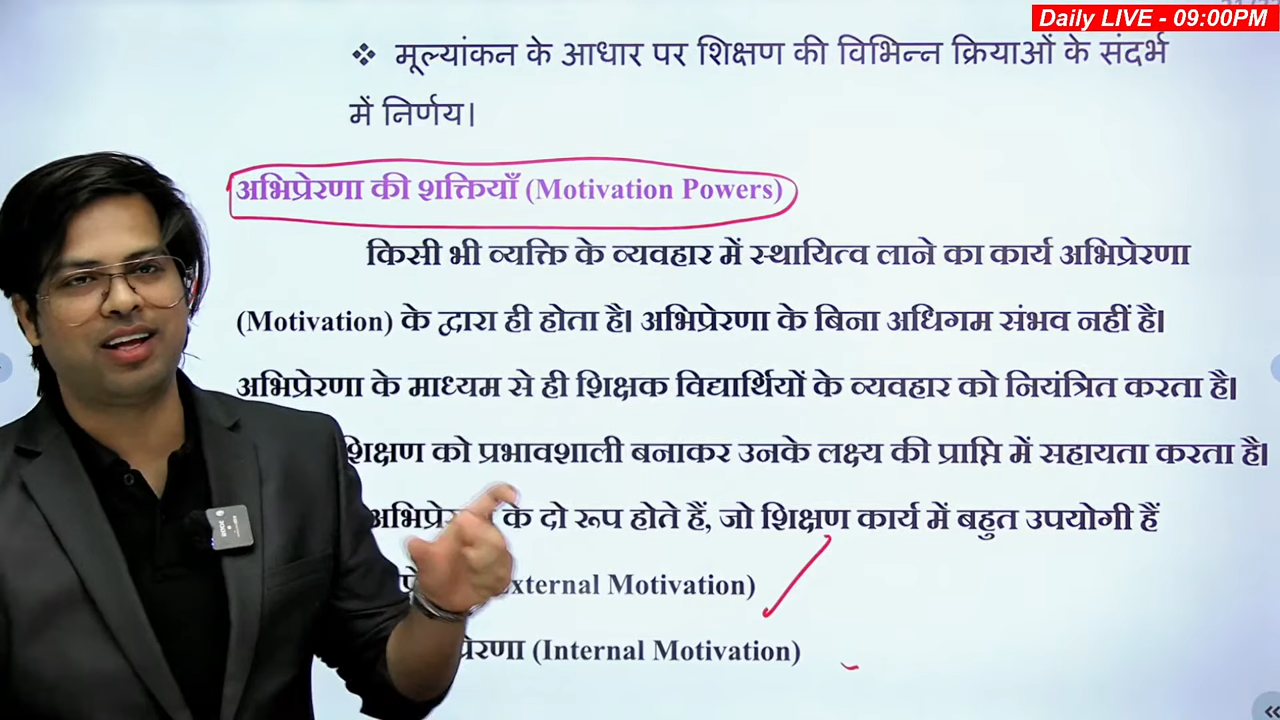 Daily LIVE - 09:00PM
❖ मूल्यांकन के आधार पर शिक्षण की विभिन्न क्रियाओं के संदर्भ
में निर्णय।
अभिप्रेरणा की शक्तियाँ (Motivation Powers)
किसी भी व्यक्ति के व्यवहार में स्थायित्व लाने का कार्य अभिप्रेरणा
(Motivation) के द्वारा ही होता है। अभिप्रेरणा के बिना अधिगम संभव नहीं है।
अभिप्रेरणा के माध्यम से ही शिक्षक विद्यार्थियों के व्यवहार को नियंत्रित करता है।
शिक्षण को प्रभावशाली बनाकर उनके लक्ष्य की प्राप्ति में सहायता करता है।
के दो रूप होते हैं, जो शिक्षण कार्य में बहुत उपयोगी हैं
Motivation)
(Internal Motivation)